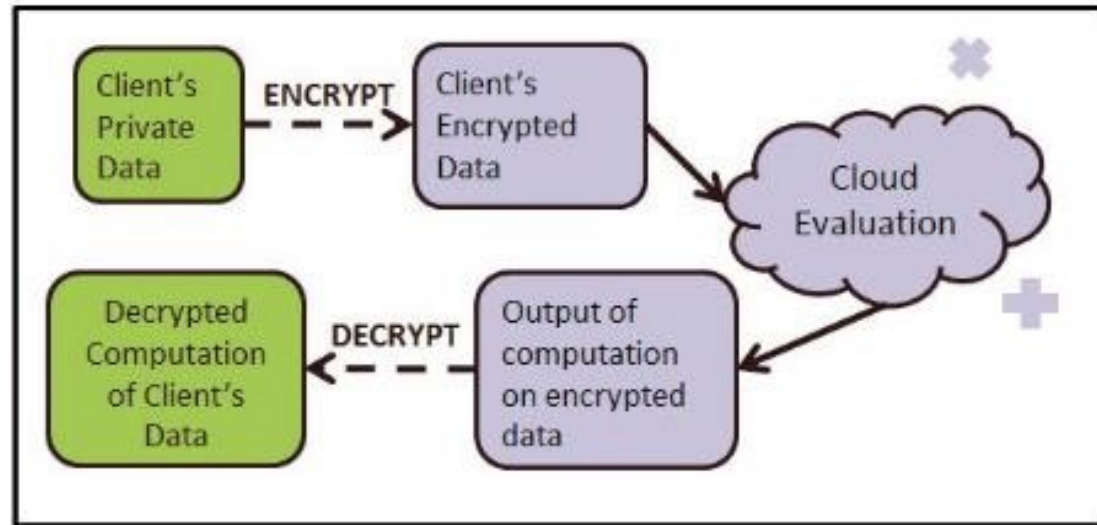 Client's
Private
Data
ENCRYPT
Client's
Encrypted
Data
Cloud
Evaluation
Decrypted
Computation
of Client's
Data
DECRYPT
Output of
computation
on encrypted
data